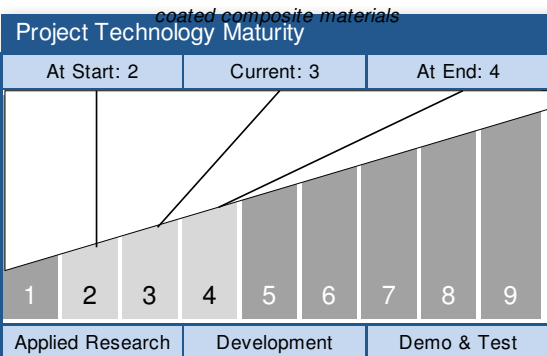 coated composite materials
Project Technology Maturity
At Start: 2 Current: 3 At End: 4
1 2 3 4 5 6 7 8 9
Applied Research Development Demo & Test